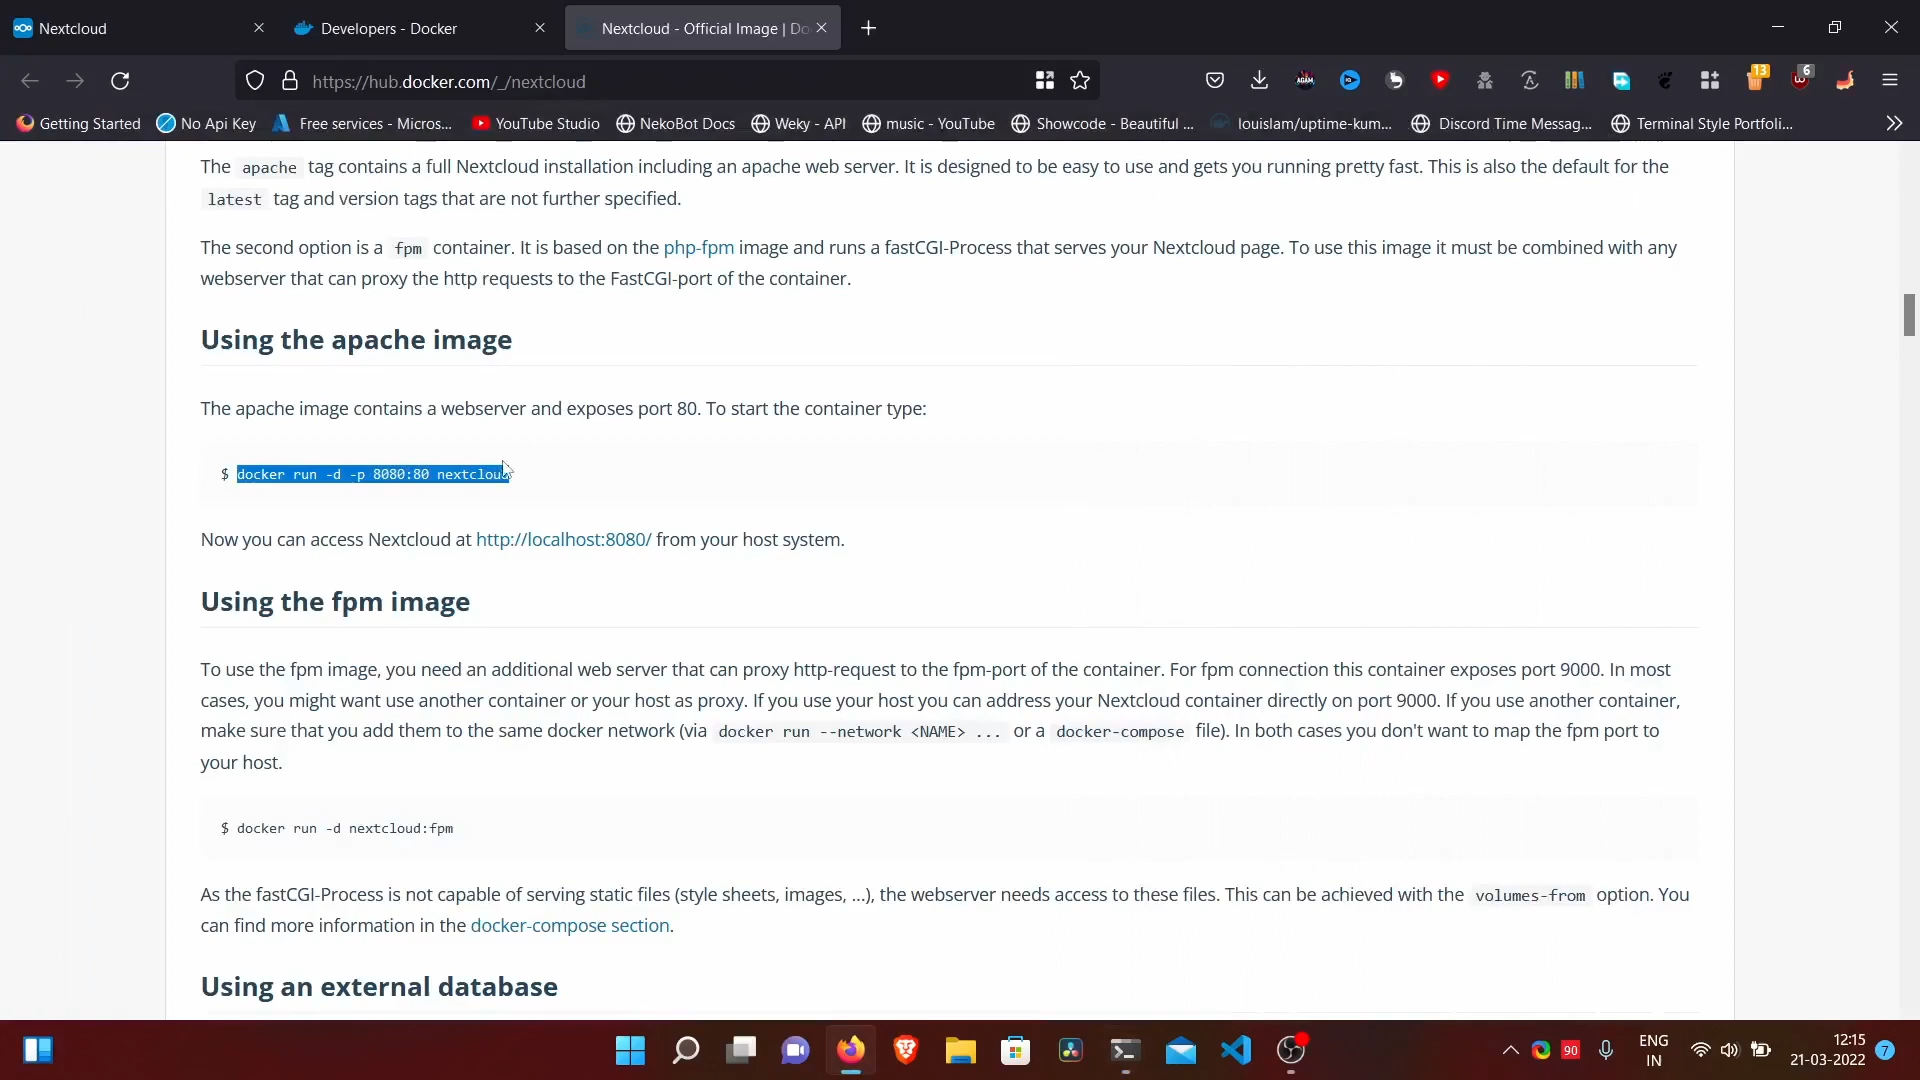 Nextcloud
Developers - Docker
Nextcloud - Official Image | Do
https://hub.docker.com/_/nextcloud
13
6
Getting Started
No Api Key
Free services - Micros...
YouTube Studio
NekoBot Docs
Weky - API
music - YouTube
Showcode - Beautiful ...
louislam/uptime-kum...
Discord Time Messag...
Terminal Style Portfoli...
The apache tag contains a full Nextcloud installation including an apache web server. It is designed to be easy to use and gets you running pretty fast. This is also the default for the
latest tag and version tags that are not further specified.
The second option is a fpm container. It is based on the php-fpm image and runs a fastCGI-Process that serves your Nextcloud page. To use this image it must be combined with any
webserver that can proxy the http requests to the FastCGI-port of the container.
Using the apache image
The apache image contains a webserver and exposes port 80. To start the container type:
$ docker run -d -p 8080:80 nextcloud
Now you can access Nextcloud at http://localhost:8080/ from your host system.
Using the fpm image
To use the fpm image, you need an additional web server that can proxy http-request to the fpm-port of the container. For fpm connection this container exposes port 9000. In most
cases, you might want use another container or your host as proxy. If you use your host you can address your Nextcloud container directly on port 9000. If you use another container,
make sure that you add them to the same docker network (via docker run --network <NAME> ... or a docker-compose file). In both cases you don't want to map the fpm port to
your host.
$ docker run -d nextcloud:fpm
As the fastCGI-Process is not capable of serving static files (style sheets, images, ...), the webserver needs access to these files. This can be achieved with the volumes-from option. You
can find more information in the docker-compose section.
Using an external database
90
ENG
IN
12:15
21-03-2022
7